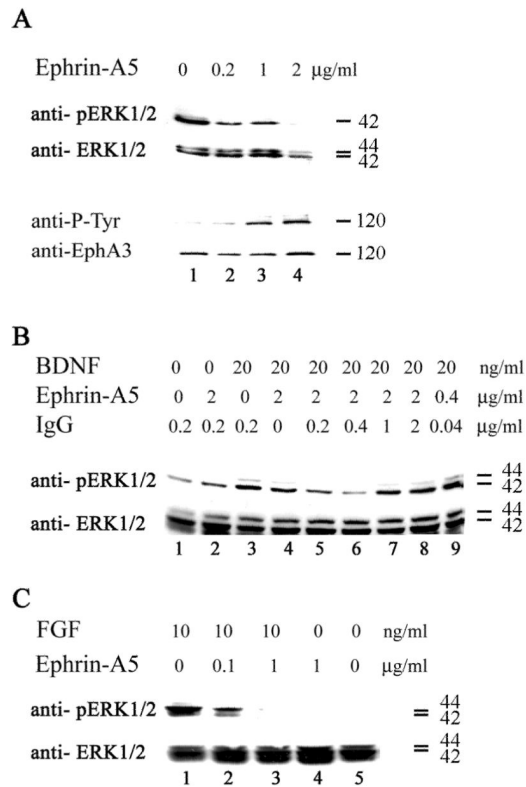 A
Ephrin-A5 0 0.2 1 2 μg/ml
anti- pERK1/2 42
anti- ERK1/2 44
42
anti-P-Tyr 120
anti-EphA3 120
1 2 3 4
B
BDNF 0 0 20 20 20 20 20 20 20 ng/ml
Ephrin-A5 0 2 0 2 2 2 2 2 0.4 μg/ml
IgG 0.2 0.2 0.2 0 0.2 0.4 1 2 0.04 μg/ml
anti- pERK1/2 44
42
anti- ERK1/2 44
42
1 2 3 4 5 6 7 8 9
C
FGF 10 10 10 0 0 ng/ml
Ephrin-A5 0 0.1 1 1 0 μg/ml
anti- pERK1/2 44
42
anti- ERK1/2 44
42
1 2 3 4 5